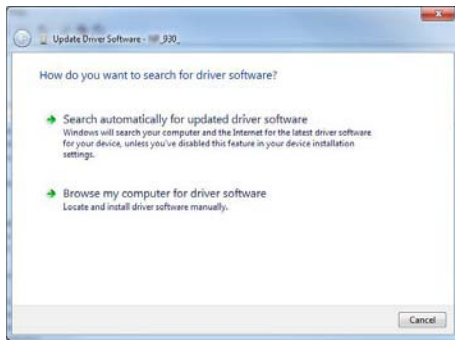 Update Driver Software - _930_
How do you want to search for driver software?
Search automatically for updated driver software
Windows will search your computer and the Internet for the latest driver software
for your device, unless you've disabled this feature in your device installation
settings.
Browse my computer for driver software
Locate and install driver software manually.
Cancel